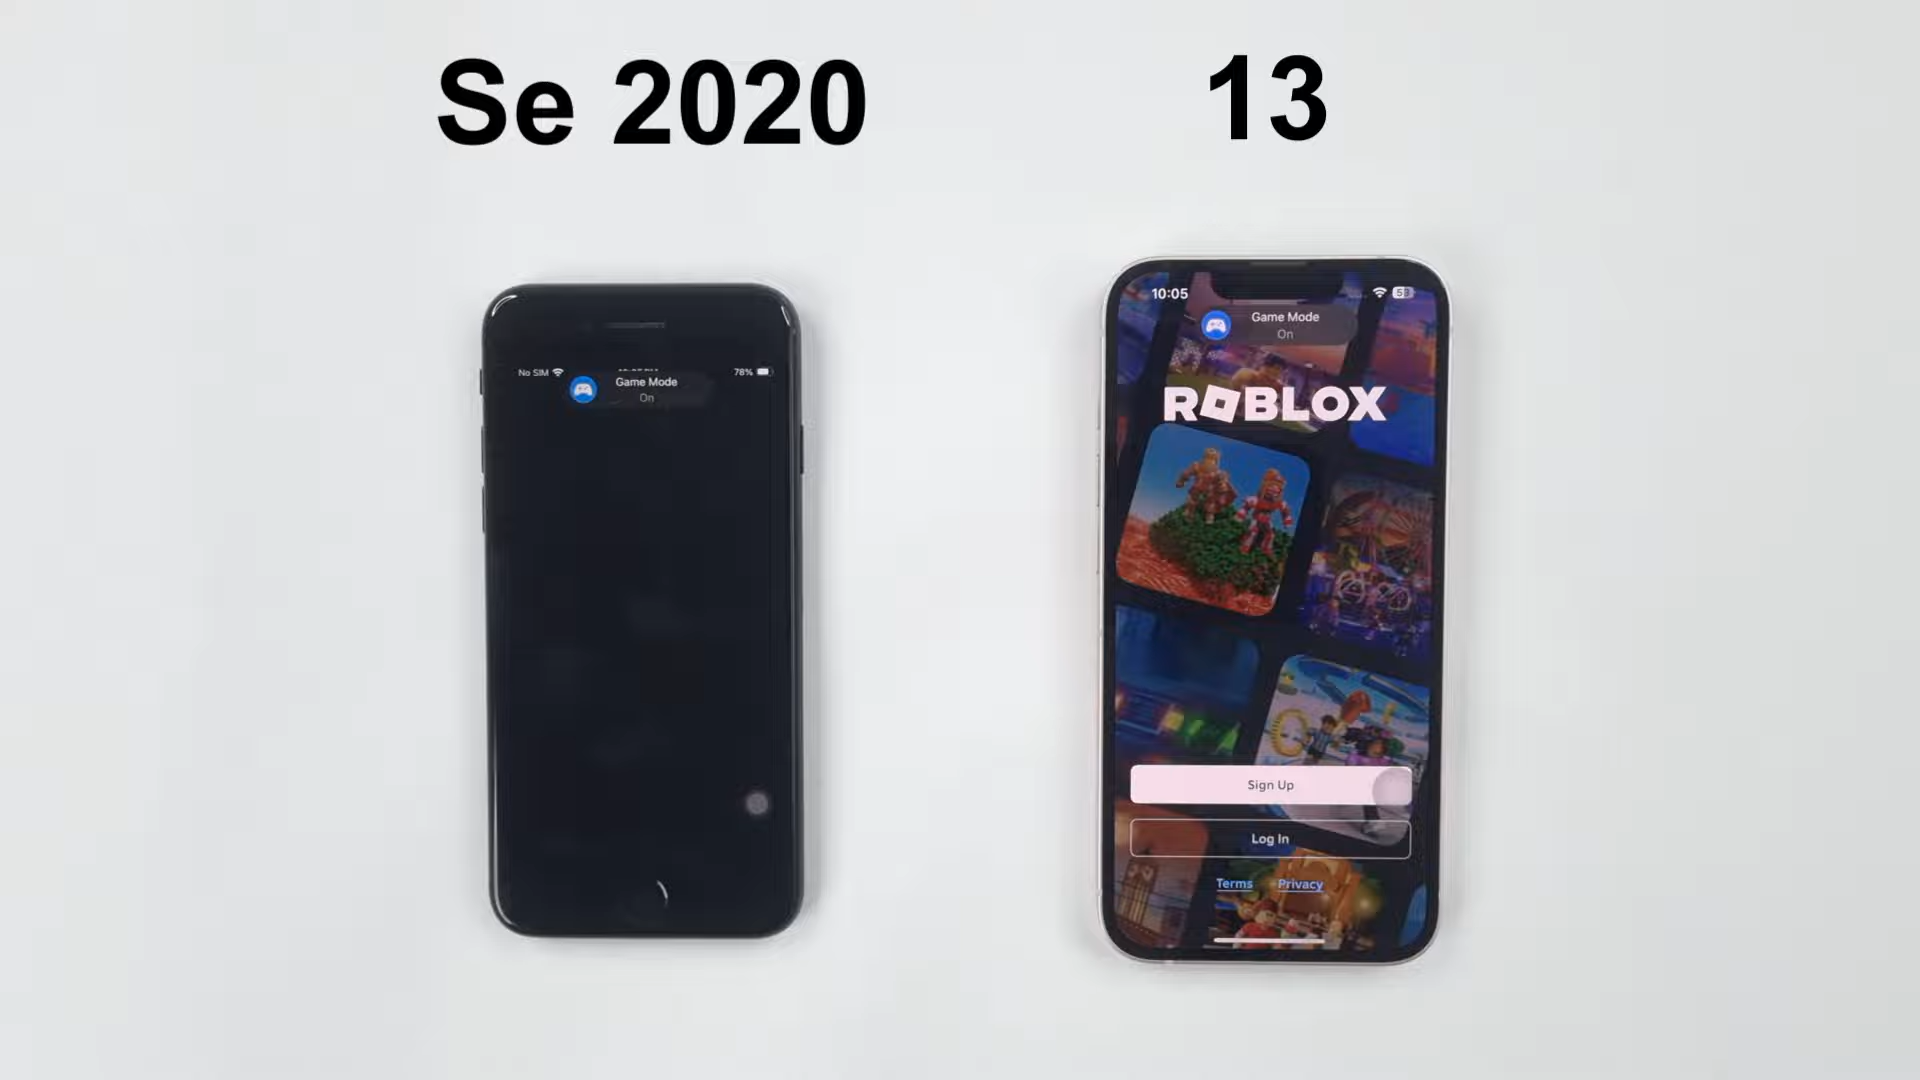 Se 2020
13
No SIM
78%
Game Mode
On
10:05
53
Game Mode
On
ROBLOX
Sign Up
Log In
Terms Privacy